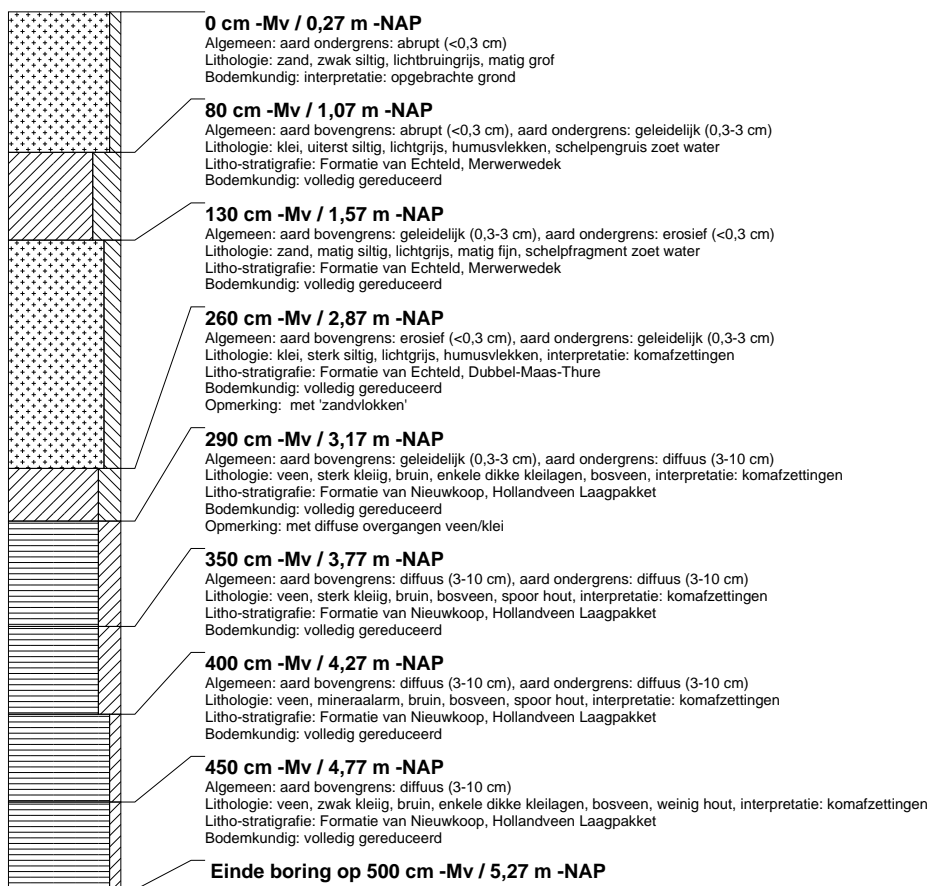 0 cm -Mv / 0,27 m -NAP
Algemeen: aard ondergrens: abrupt (<0,3 cm)
Lithologie: zand, zwak siltig, lichtbruingrijs, matig grof
Bodemkundig: interpretatie: opgebrachte grond
80 cm -Mv / 1,07 m -NAP
Algemeen: aard bovengrens: abrupt (<0,3 cm), aard ondergrens: geleidelijk (0,3-3 cm)
Lithologie: klei, uiterst siltig, lichtgrijs, humusvlekken, schelpengruis zoet water
Litho-stratigrafie: Formatie van Echteld, Merwerwedek
Bodemkundig: volledig gereduceerd
130 cm -Mv / 1,57 m -NAP
Algemeen: aard bovengrens: geleidelijk (0,3-3 cm), aard ondergrens: erosief (<0,3 cm)
Lithologie: zand, matig siltig, lichtgrijs, matig fijn, schelpfragment zoet water
Litho-stratigrafie: Formatie van Echteld, Merwerwedek
Bodemkundig: volledig gereduceerd
260 cm -Mv / 2,87 m -NAP
Algemeen: aard bovengrens: erosief (<0,3 cm), aard ondergrens: geleidelijk (0,3-3 cm)
Lithologie: klei, sterk siltig, lichtgrijs, humusvlekken, interpretatie: komafzettingen
Litho-stratigrafie: Formatie van Echteld, Dubbel-Maas-Thure
Bodemkundig: volledig gereduceerd
Opmerking: met 'zandvlokken'
290 cm -Mv / 3,17 m -NAP
Algemeen: aard bovengrens: geleidelijk (0,3-3 cm), aard ondergrens: diffuus (3-10 cm)
Lithologie: veen, sterk kleiig, bruin, enkele dikke kleilagen, bosveen, interpretatie: komafzettingen
Litho-stratigrafie: Formatie van Nieuwkoop, Hollandveen Laagpakket
Bodemkundig: volledig gereduceerd
Opmerking: met diffuse overgangen veen/klei
350 cm -Mv / 3,77 m -NAP
Algemeen: aard bovengrens: diffuus (3-10 cm), aard ondergrens: diffuus (3-10 cm)
Lithologie: veen, sterk kleiig, bruin, bosveen, spoor hout, interpretatie: komafzettingen
Litho-stratigrafie: Formatie van Nieuwkoop, Hollandveen Laagpakket
Bodemkundig: volledig gereduceerd
400 cm -Mv / 4,27 m -NAP
Algemeen: aard bovengrens: diffuus (3-10 cm), aard ondergrens: diffuus (3-10 cm)
Lithologie: veen, mineraalarm, bruin, bosveen, spoor hout, interpretatie: komafzettingen
Litho-stratigrafie: Formatie van Nieuwkoop, Hollandveen Laagpakket
Bodemkundig: volledig gereduceerd
450 cm -Mv / 4,77 m -NAP
Algemeen: aard bovengrens: diffuus (3-10 cm)
Lithologie: veen, zwak kleiig, bruin, enkele dikke kleilagen, bosveen, weinig hout, interpretatie: komafzettingen
Litho-stratigrafie: Formatie van Nieuwkoop, Hollandveen Laagpakket
Bodemkundig: volledig gereduceerd
Einde boring op 500 cm -Mv / 5,27 m -NAP